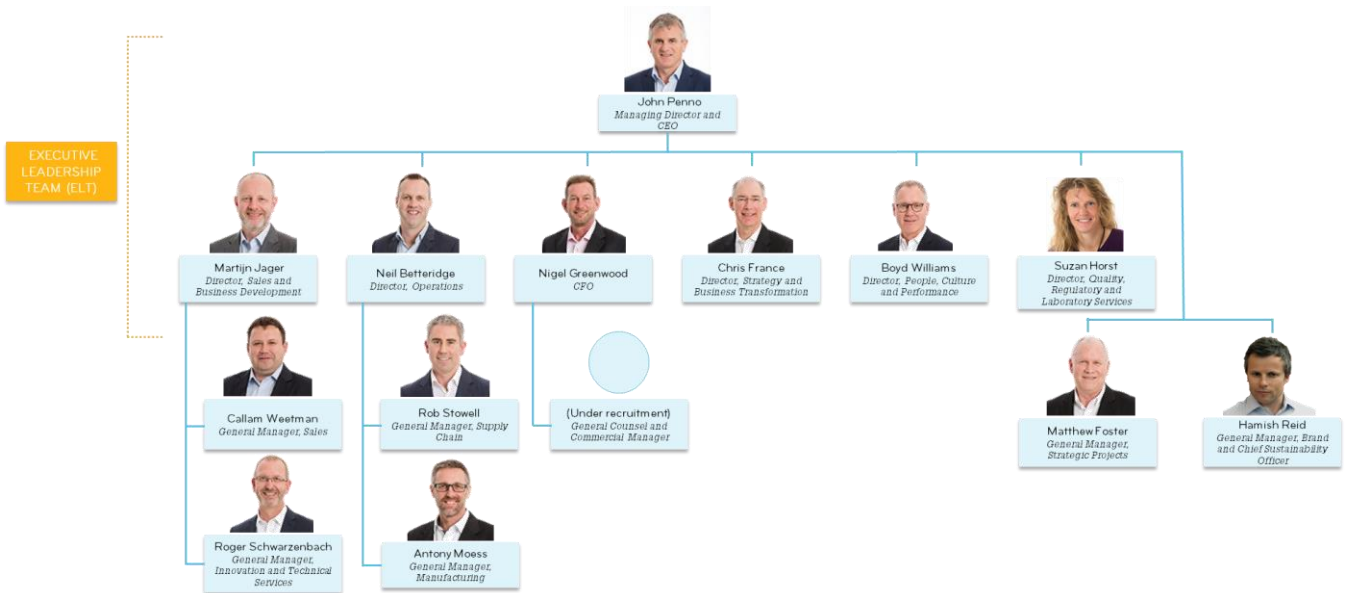 John Penno
Managing Director and
CEO
EXECUTIVE
LEADERSHIP
TEAM (ELT)
Martijn Jager
Director, Sales and
Business Development
Neil Betteridge
Director, Operations
Nigel Greenwood
CFO
Chris France
Director, Strategy and
Business Transformation
Boyd Williams
Director, People, Culture
and Performance
Suzan Horst
Director, Quality,
Regulatory and
Laboratory Services
Callam Weetman
General Manager, Sales
Rob Stowell
General Manager, Supply
Chain
(Under recruitment)
General Counsel and
Commercial Manager
Matthew Foster
General Manager,
Strategic Projects
Hamish Reid
General Manager, Brand
and Chief Sustainability
Officer
Roger Schwarzenbach
General Manager,
Innovation and Technical
Services
Antony Moess
General Manager,
Manufacturing